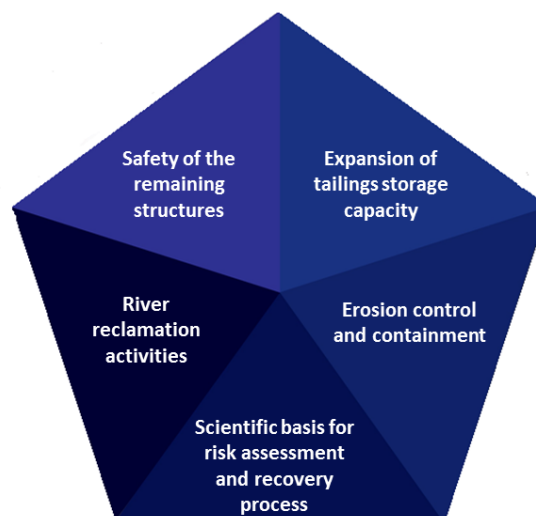 Safety of the
remaining
structures
Expansion of
tailings storage
capacity
River
reclamation
activities
Erosion control
and containment
Scientific basis for
risk assessment
and recovery
process